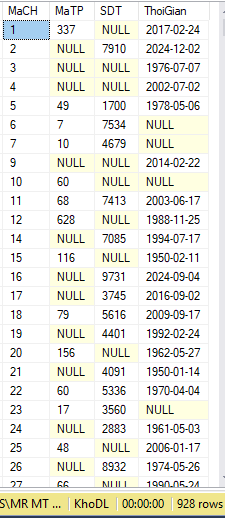 MaCH MaTP SDT ThoiGian
1 337 NULL 2017-02-24
2 NULL 7910 2024-12-02
3 NULL NULL 1976-07-07
4 NULL NULL 2002-07-02
5 49 1700 1978-05-06
6 7 7534 NULL
7 10 4679 NULL
9 NULL NULL 2014-02-22
10 60 NULL NULL
11 68 7413 2003-06-17
12 628 NULL 1988-11-25
14 NULL 7085 1994-07-17
15 116 NULL 1950-02-11
16 NULL 9731 2024-09-04
17 NULL 3745 2016-09-02
18 79 5616 2009-09-17
19 NULL 4401 1992-02-24
20 156 NULL 1962-05-27
21 NULL 4091 1950-01-14
22 60 5336 1970-04-04
23 17 3560 NULL
24 NULL 2883 1961-05-03
25 48 NULL 2006-01-17
26 NULL 8932 1974-05-26
27 66 NULL 1990-05-24
S\MR MT ... KhoDL 00:00:00 928 rows